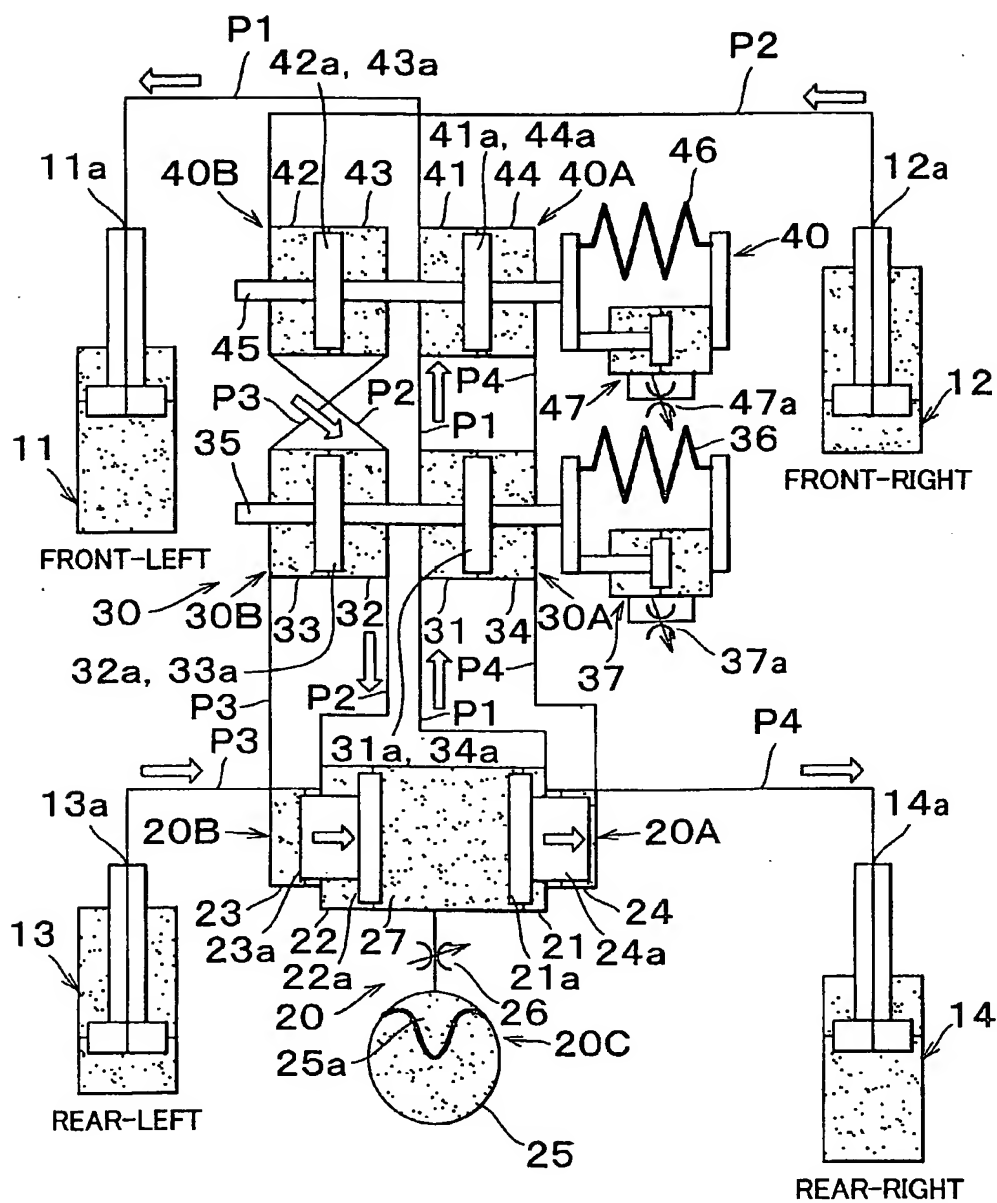 P1
P2
42a, 43a
41a, 44a
46
11a
40B
42
43
41
44
40A
12a
40
45
P3
P2
P4
P1
47
47a
12
35
36
11
FRONT-LEFT
FRONT-RIGHT
30
30B
33
32
31
34
30A
37
37a
32a, 33a
P2
P4
P3
P1
P3
31a, 34a
P4
13a
20B
20A
14a
13
23
23a
22
22a
27
21
21a
24
24a
20
26
14
25a
20C
REAR-LEFT
25
REAR-RIGHT